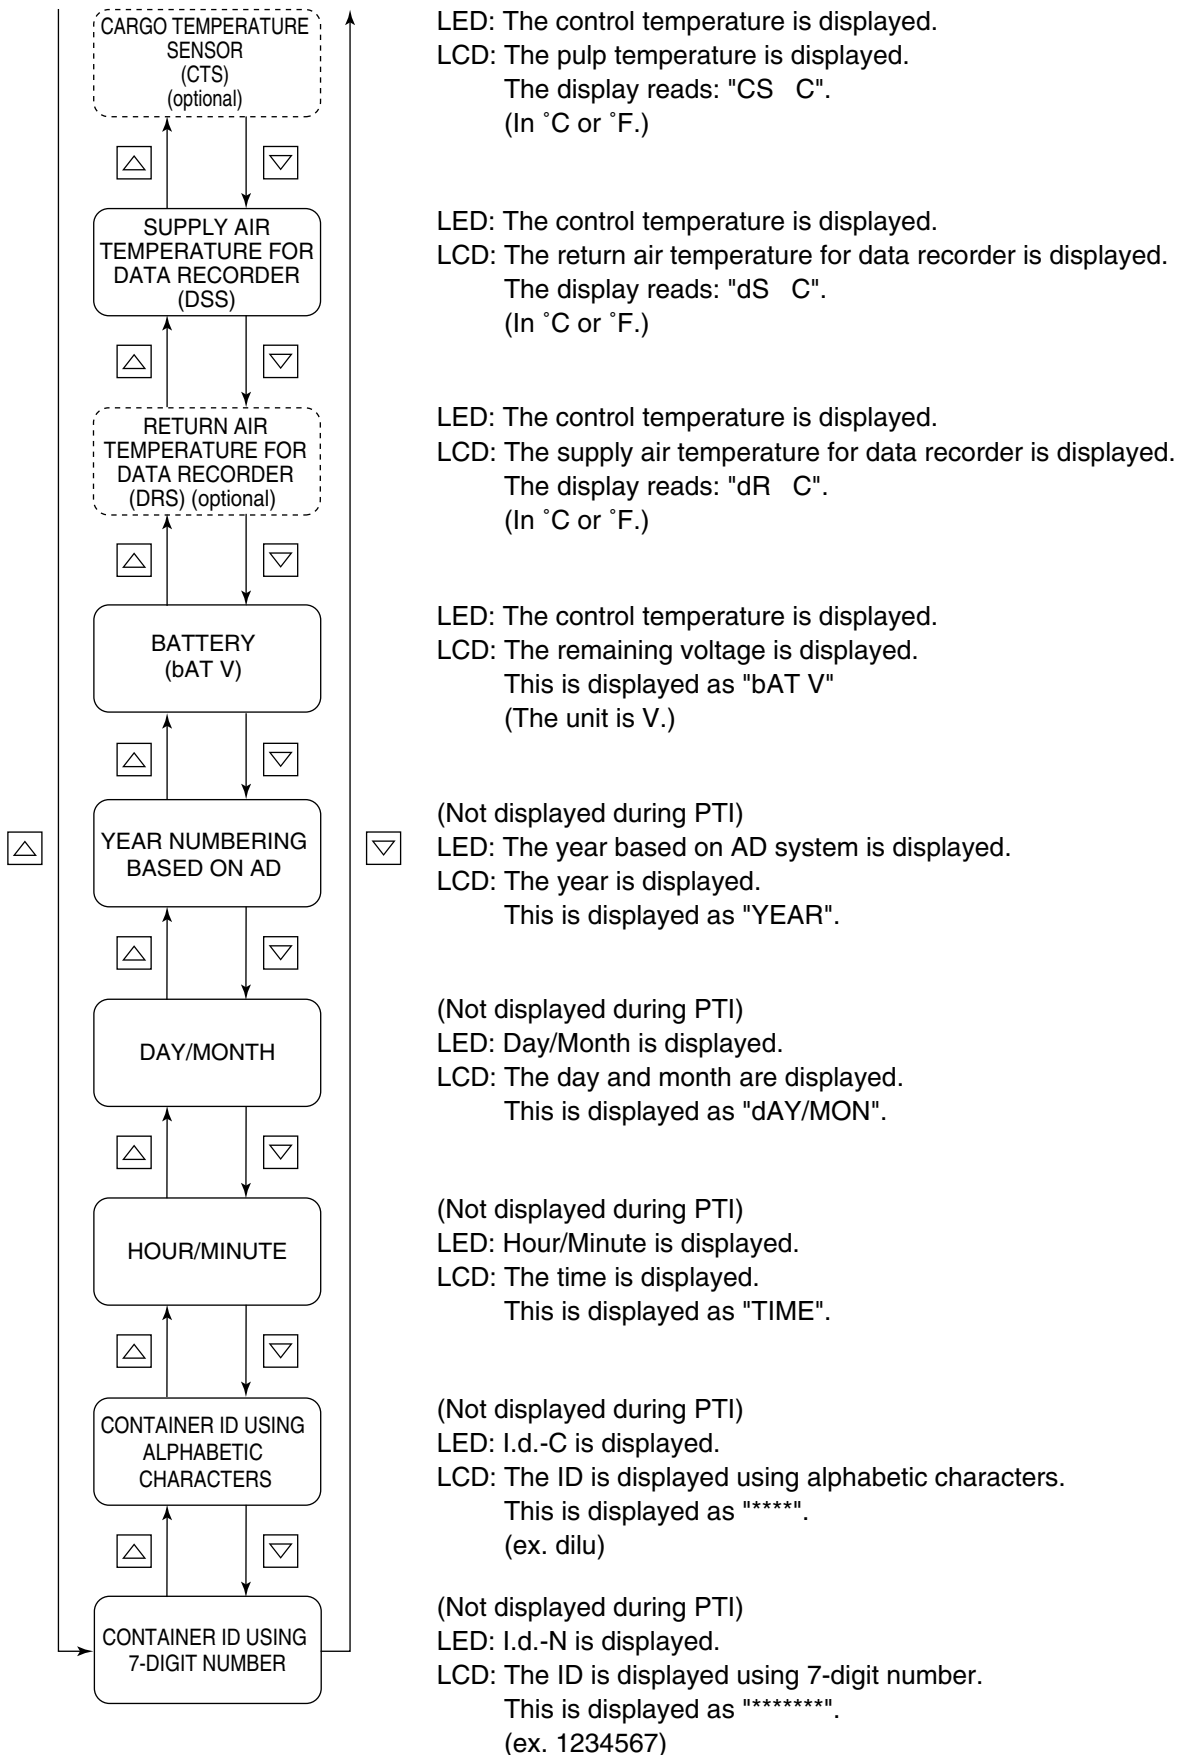 CARGO TEMPERATURE
SENSOR
(CTS)
(optional)
LED: The control temperature is displayed.
LCD: The pulp temperature is displayed.
The display reads: "CS   C".
(In ˚C or ˚F.)
SUPPLY AIR
TEMPERATURE FOR
DATA RECORDER
(DSS)
LED: The control temperature is displayed.
LCD: The return air temperature for data recorder is displayed.
The display reads: "dS   C".
(In ˚C or ˚F.)
RETURN AIR
TEMPERATURE FOR
DATA RECORDER
(DRS) (optional)
LED: The control temperature is displayed.
LCD: The supply air temperature for data recorder is displayed.
The display reads: "dR   C".
(In ˚C or ˚F.)
BATTERY
(bAT V)
LED: The control temperature is displayed.
LCD: The remaining voltage is displayed.
This is displayed as "bAT V"
(The unit is V.)
YEAR NUMBERING
BASED ON AD
(Not displayed during PTI)
LED: The year based on AD system is displayed.
LCD: The year is displayed.
This is displayed as "YEAR".
DAY/MONTH
(Not displayed during PTI)
LED: Day/Month is displayed.
LCD: The day and month are displayed.
This is displayed as "dAY/MON".
HOUR/MINUTE
(Not displayed during PTI)
LED: Hour/Minute is displayed.
LCD: The time is displayed.
This is displayed as "TIME".
CONTAINER ID USING
ALPHABETIC
CHARACTERS
(Not displayed during PTI)
LED: I.d.-C is displayed.
LCD: The ID is displayed using alphabetic characters.
This is displayed as "****".
(ex. dilu)
CONTAINER ID USING
7-DIGIT NUMBER
(Not displayed during PTI)
LED: I.d.-N is displayed.
LCD: The ID is displayed using 7-digit number.
This is displayed as "*******".
(ex. 1234567)